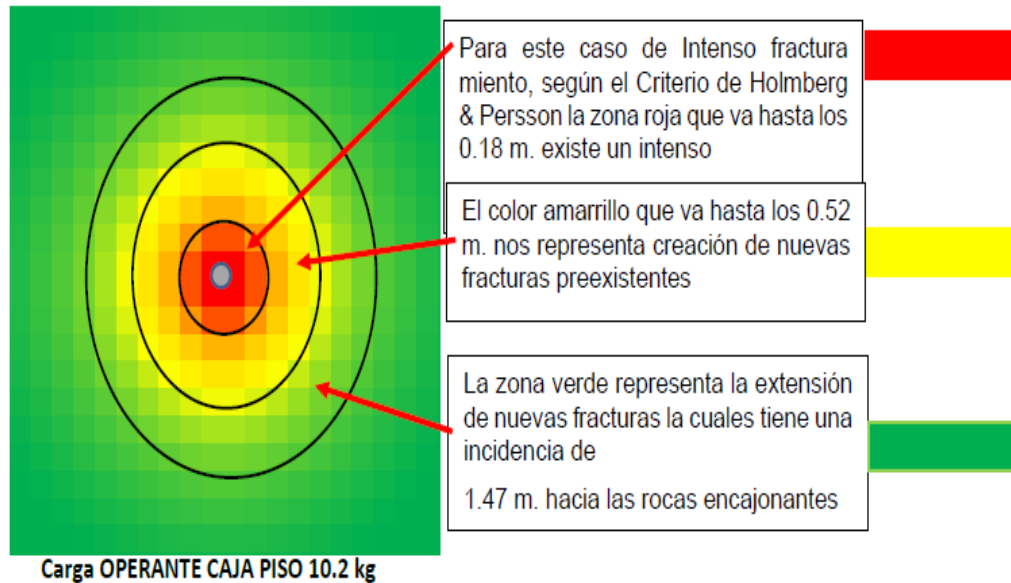 Para este caso de Intenso fractura
miento, según el Criterio de Holmberg
& Persson la zona roja que va hasta los
0.18 m. existe un intenso
El color amarrillo que va hasta los 0.52
m. nos representa creación de nuevas
fracturas preexistentes
La zona verde representa la extensión
de nuevas fracturas la cuales tiene una
incidencia de
1.47 m. hacia las rocas encajonantes
Carga OPERANTE CAJA PISO 10.2 kg